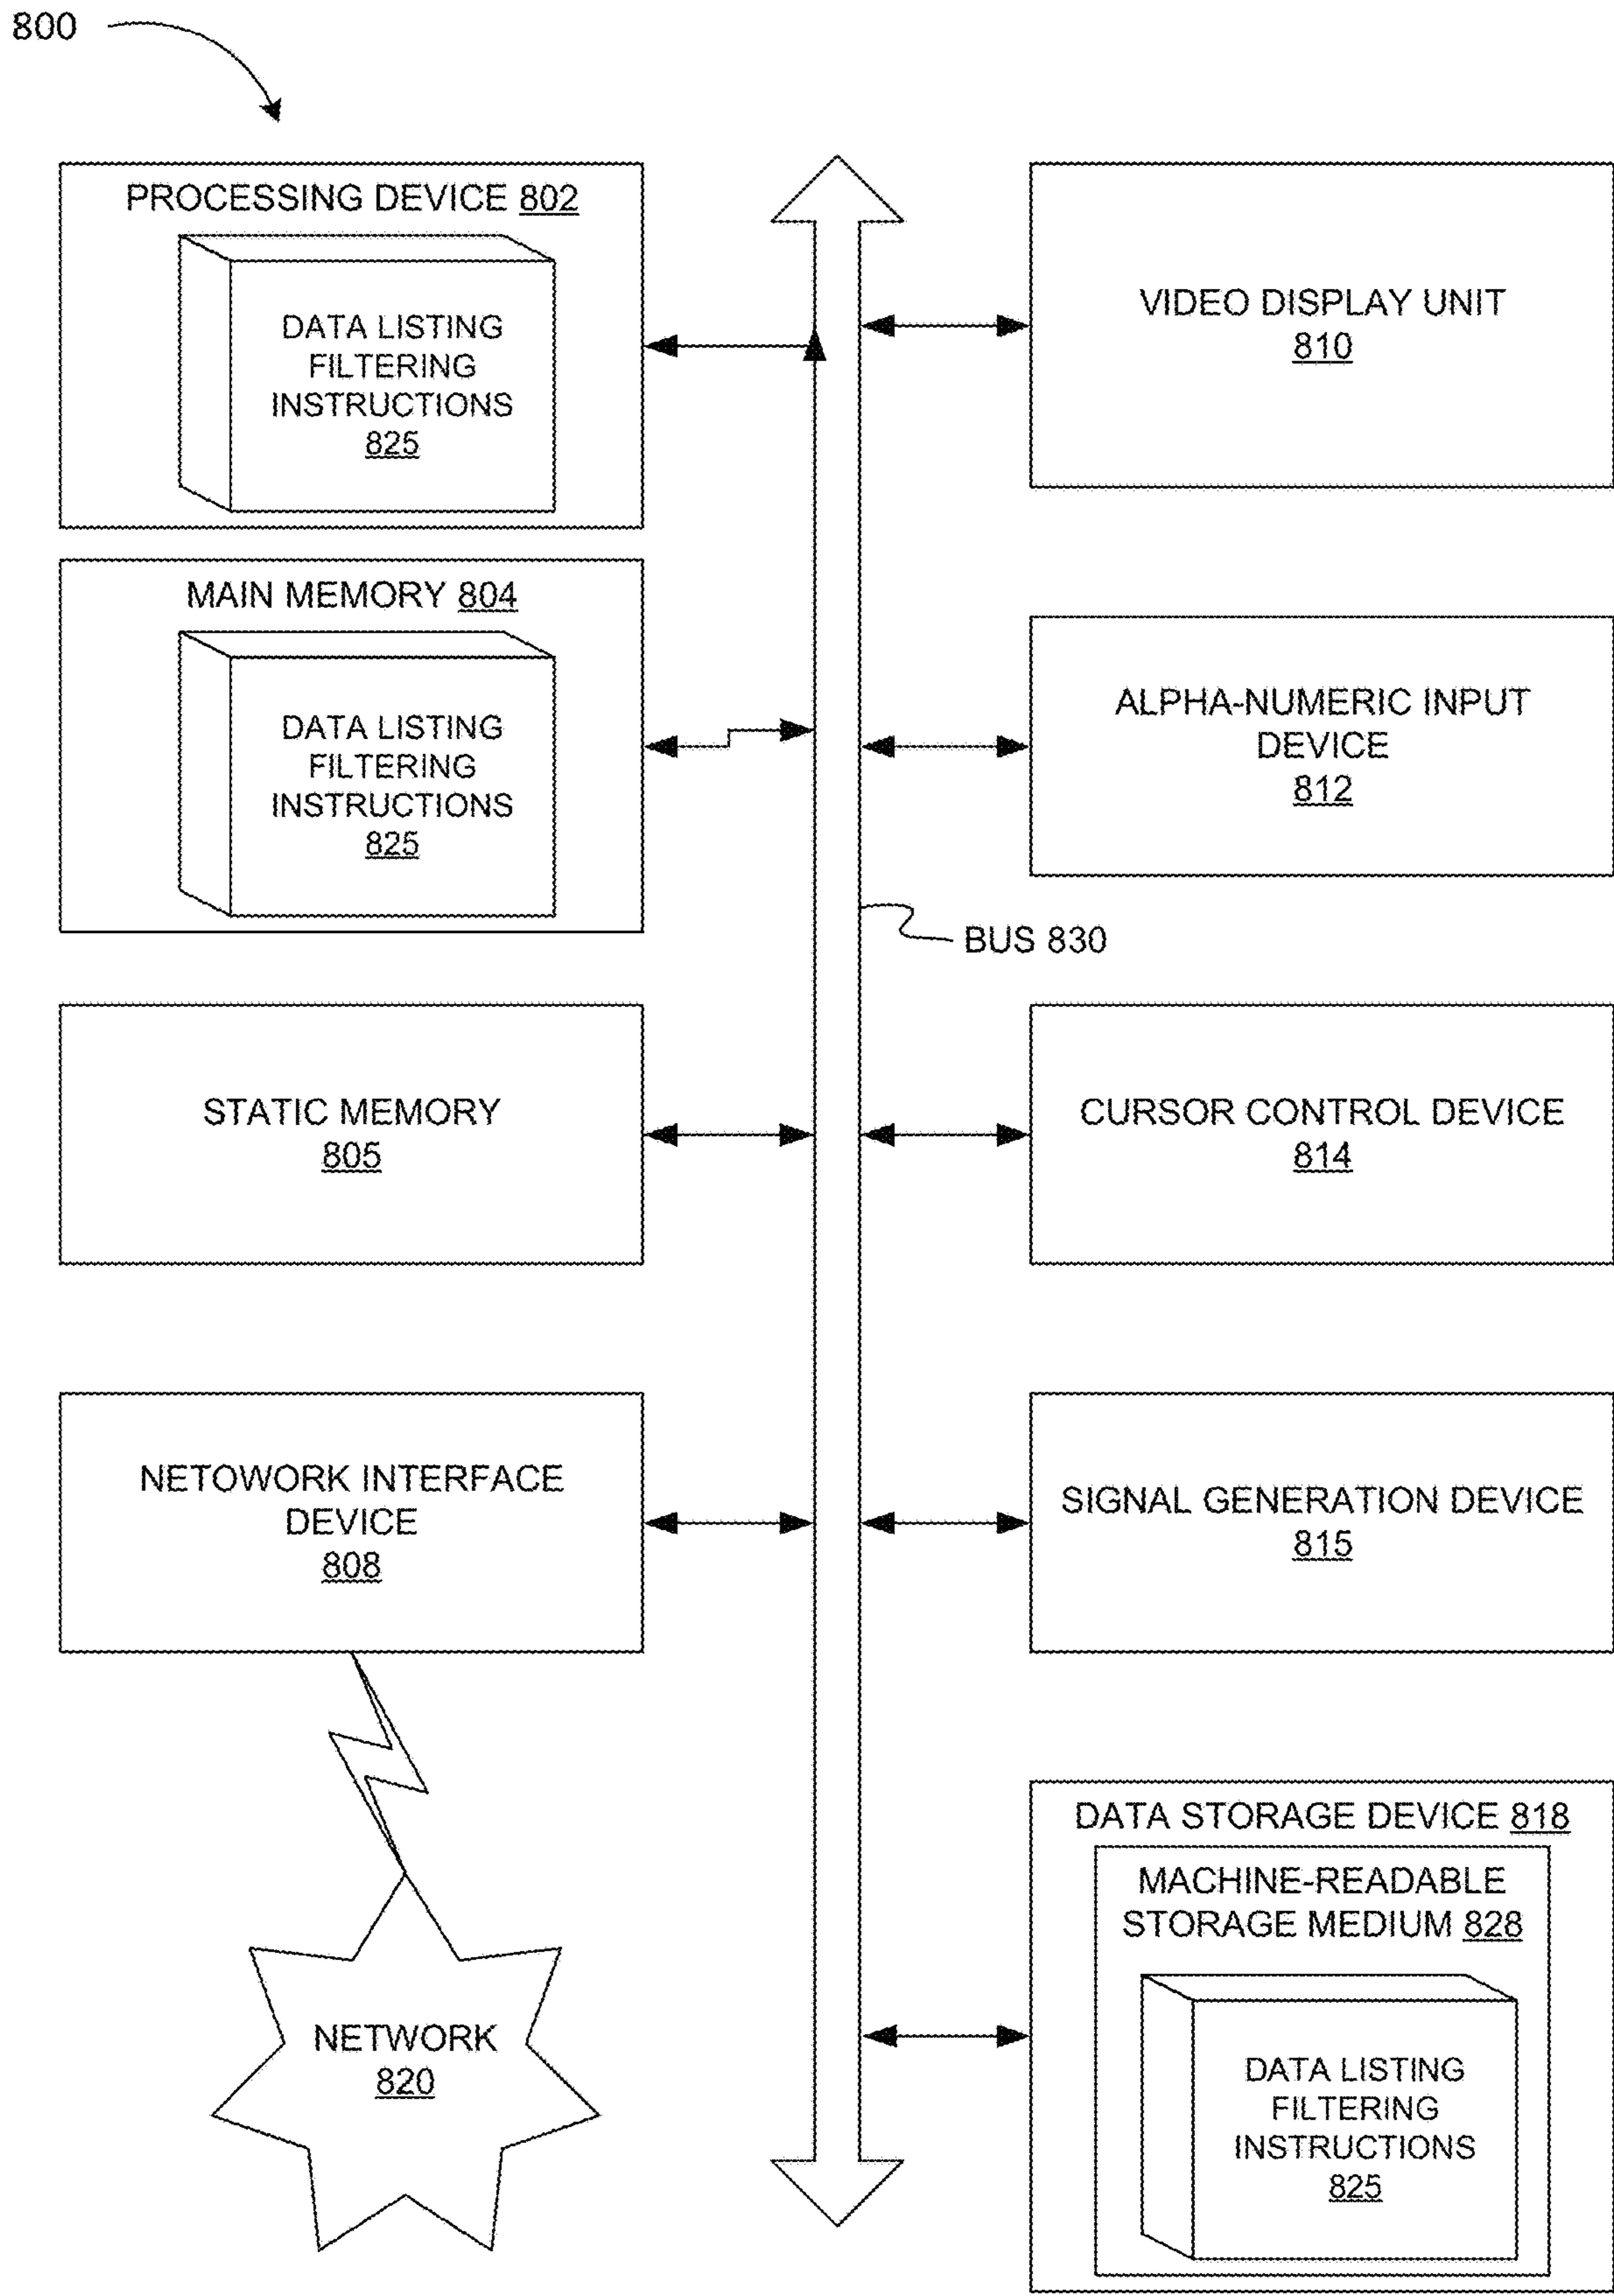 800
PROCESSING DEVICE 802
DATA LISTING
FILTERING
INSTRUCTIONS
825
MAIN MEMORY 804
DATA LISTING
FILTERING
INSTRUCTIONS
825
STATIC MEMORY
805
NETOWORK INTERFACE
DEVICE
808
NETWORK
820
VIDEO DISPLAY UNIT
810
ALPHA-NUMERIC INPUT
DEVICE
812
BUS 830
CURSOR CONTROL DEVICE
814
SIGNAL GENERATION DEVICE
815
DATA STORAGE DEVICE 818
MACHINE-READABLE
STORAGE MEDIUM 828
DATA LISTING
FILTERING
INSTRUCTIONS
825